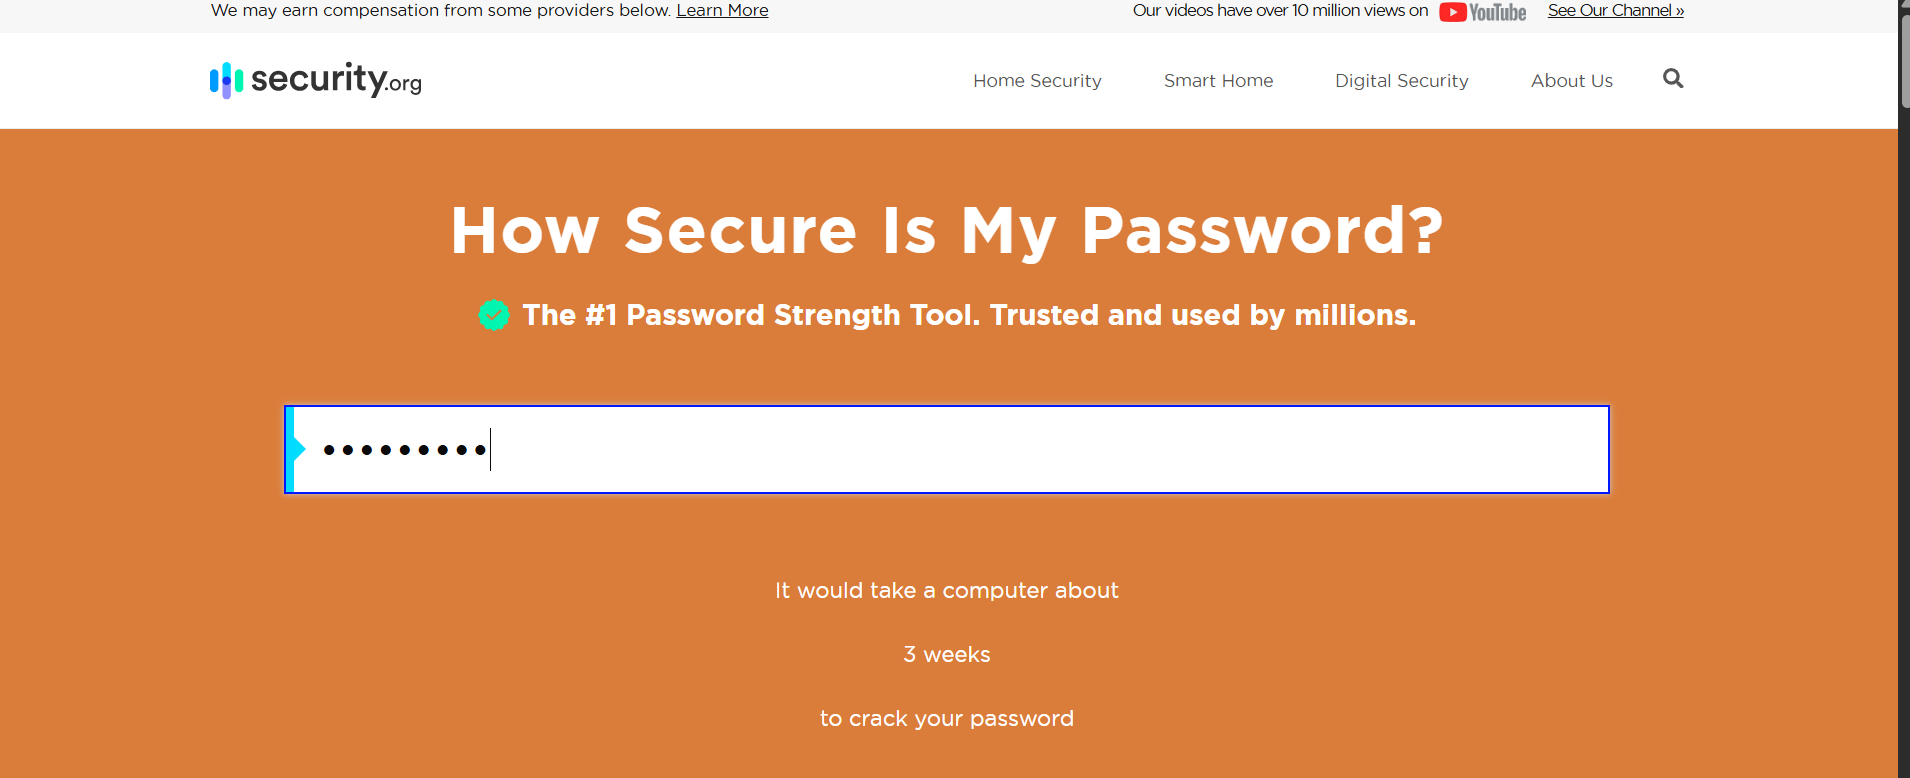 We may earn compensation from some providers below. Learn More
Our videos have over 10 million views on YouTube See Our Channel »
security.org
Home Security Smart Home Digital Security About Us
How Secure Is My Password?
The #1 Password Strength Tool. Trusted and used by millions.
•••••••••
It would take a computer about
3 weeks
to crack your password